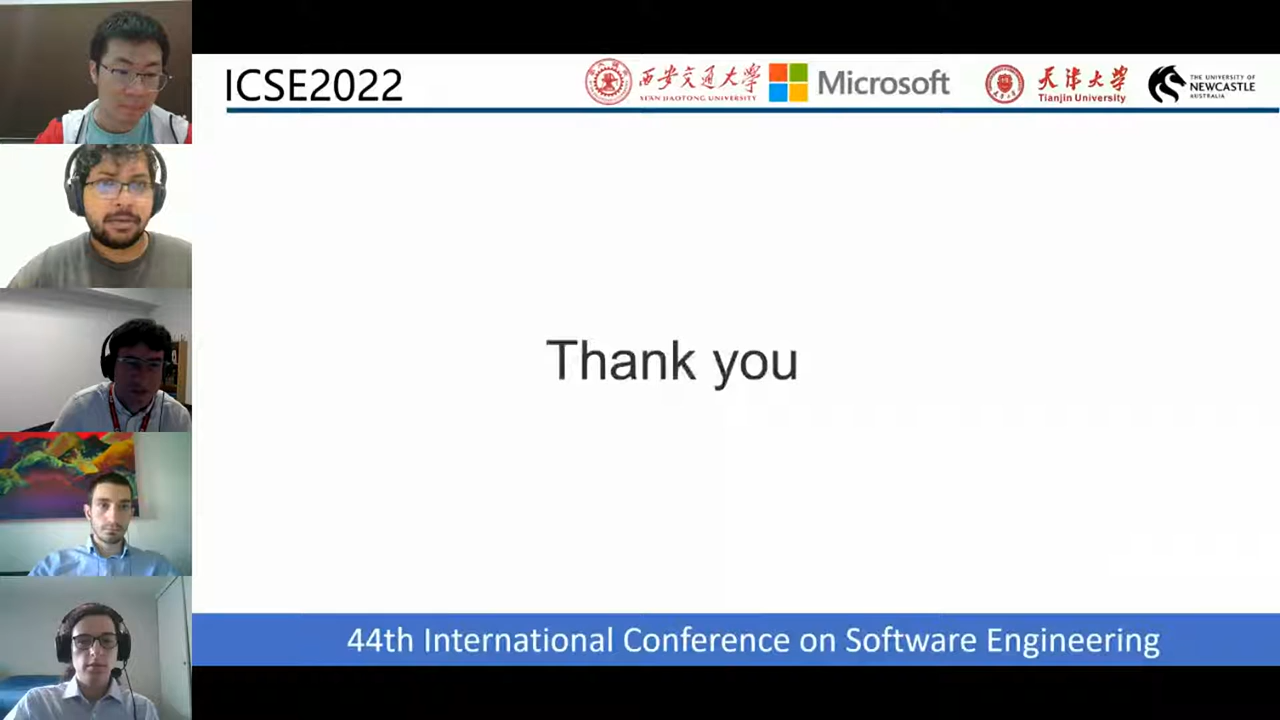 ICSE2022
西安交通大学
XI'AN JIAOTONG UNIVERSITY
Microsoft
天津大学
Tianjin University
THE UNIVERSITY OF
NEWCASTLE
AUSTRALIA
Thank you
44th International Conference on Software Engineering